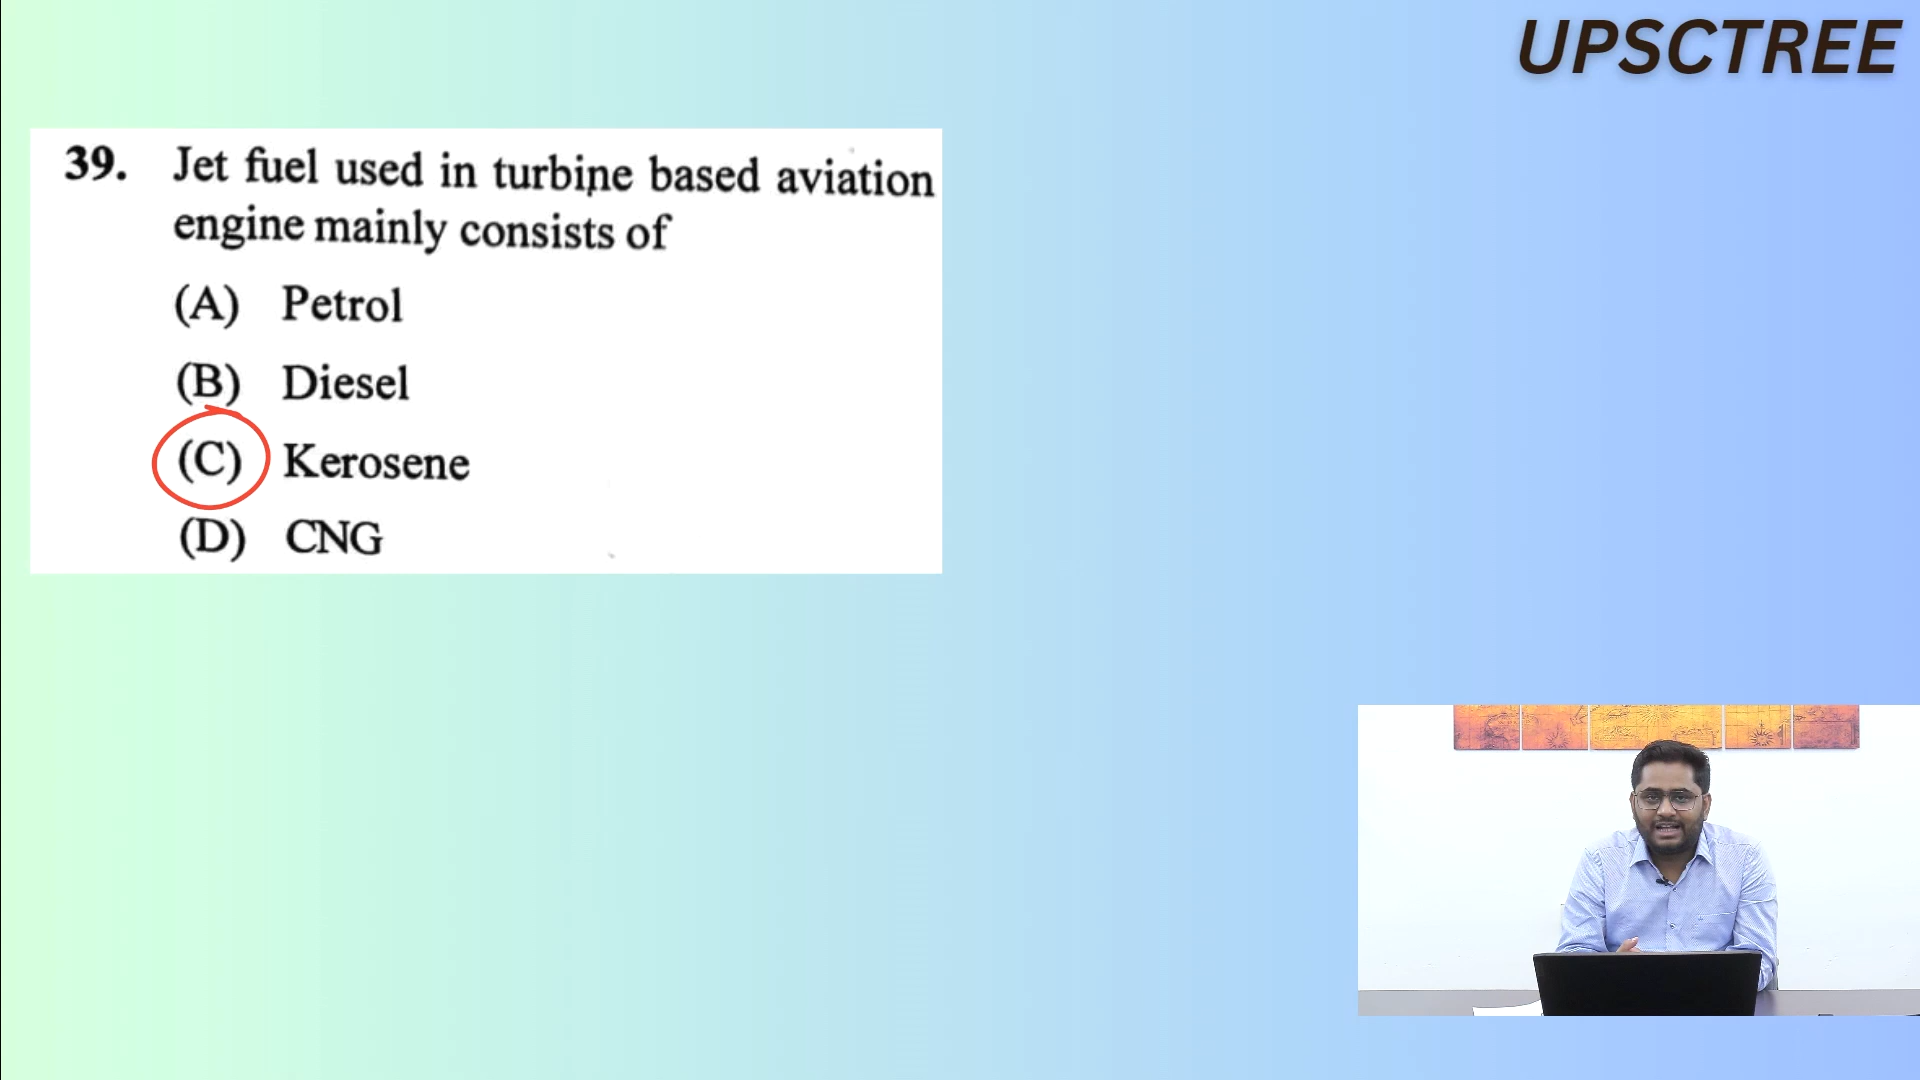 UPSCTREE
39. Jet fuel used in turbine based aviation
engine mainly consists of
(A) Petrol
(B) Diesel
(C) Kerosene
(D) CNG